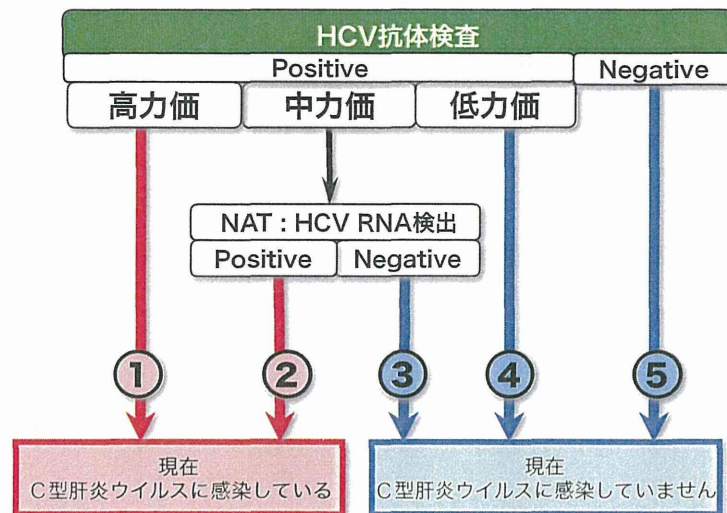 HCV抗体検査
Positive
Negative
高力価
中力価
低力価
NAT : HCV RNA検出
Positive
Negative
①
②
③
④
⑤
現在
C型肝炎ウイルスに感染している
現在
C型肝炎ウイルスに感染していません